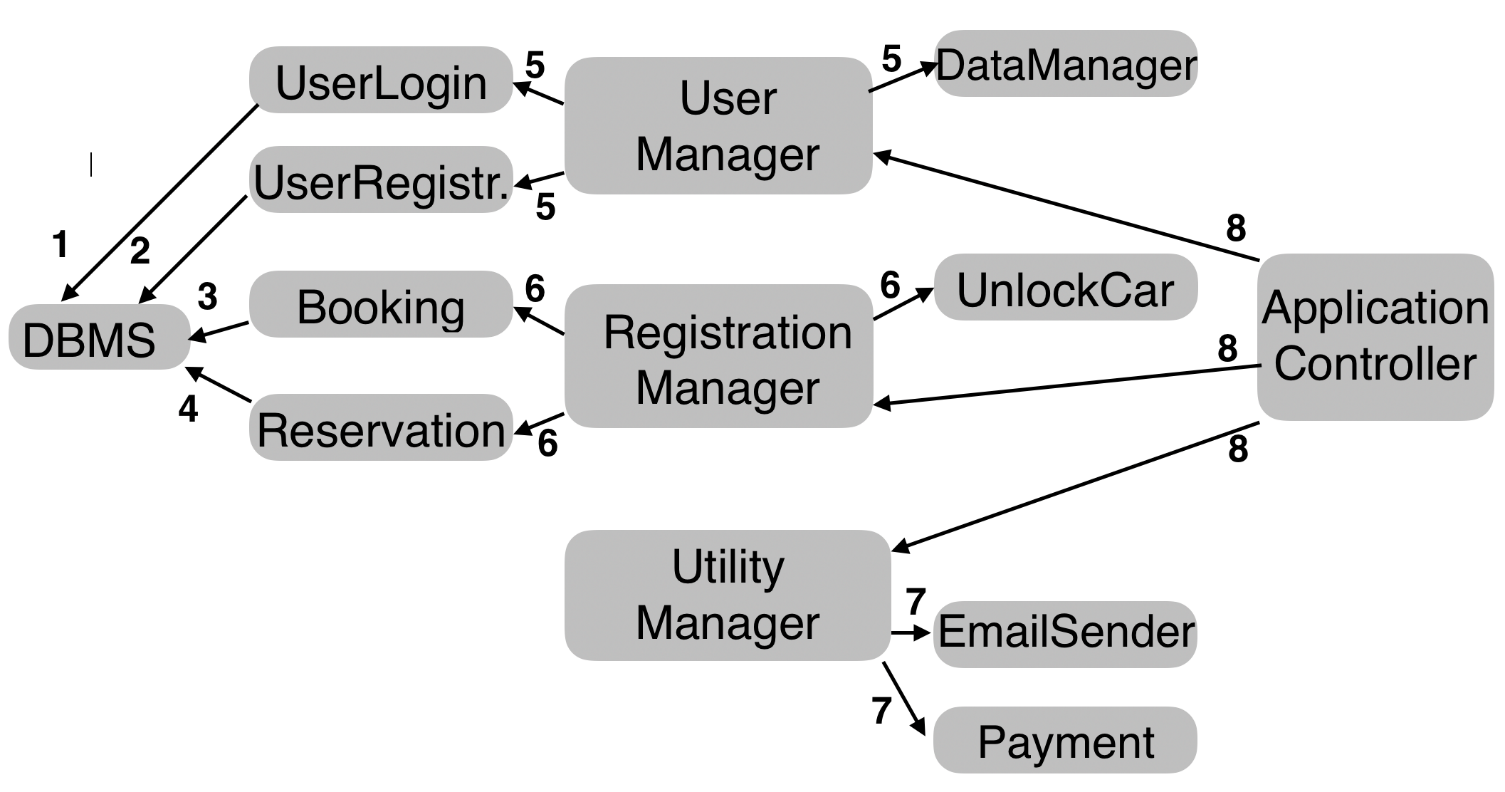 UserLogin
5
User
Manager
5
DataManager
UserRegistr.
5
1
2
8
3
Booking
6
Registration
Manager
6
UnlockCar
Application
Controller
DBMS
8
4
Reservation
6
8
Utility
Manager
7
EmailSender
7
Payment